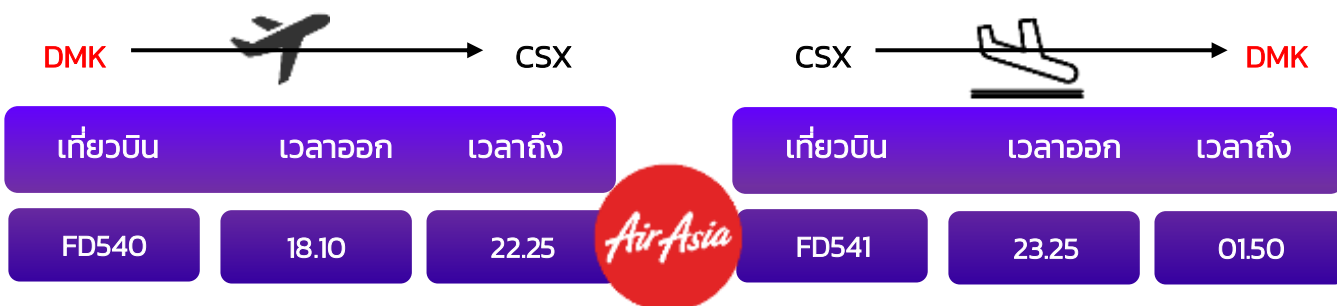 DMK CSX
เที่ยวบิน เวลาออก เวลาถึง
FD540 18.10 22.25
AirAsia
CSX DMK
เที่ยวบิน เวลาออก เวลาถึง
FD541 23.25 01.50